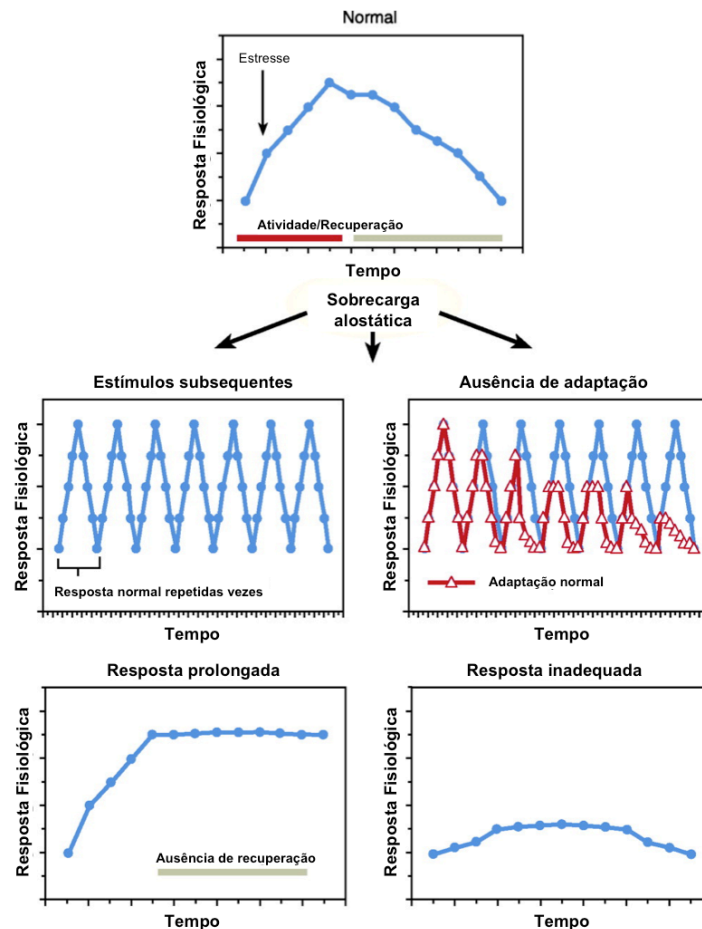 Normal
Estresse
Resposta Fisiológica
Atividade/Recuperação
Tempo
Sobrecarga
alostática
Estímulos subsequentes
Resposta Fisiológica
Resposta normal repetidas vezes
Tempo
Ausência de adaptação
Resposta Fisiológica
Adaptação normal
Tempo
Resposta prolongada
Resposta Fisiológica
Ausência de recuperação
Tempo
Resposta inadequada
Resposta Fisiológica
Tempo